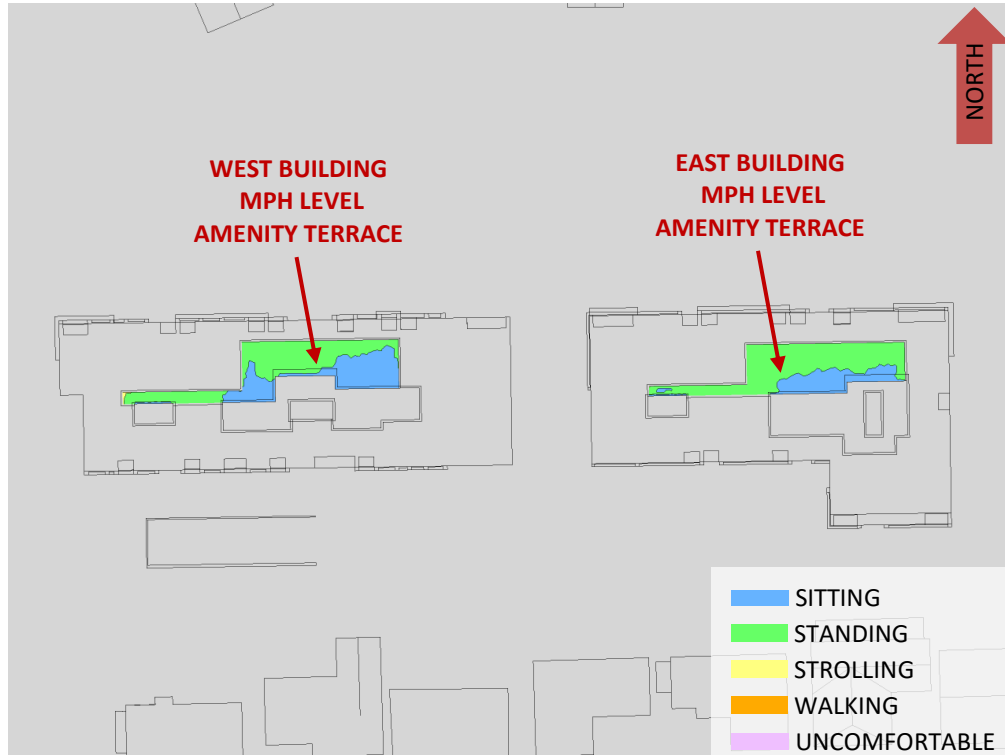 NORTH
WEST BUILDING
MPH LEVEL
AMENITY TERRACE
EAST BUILDING
MPH LEVEL
AMENITY TERRACE
SITTING
STANDING
STROLLING
WALKING
UNCOMFORTABLE